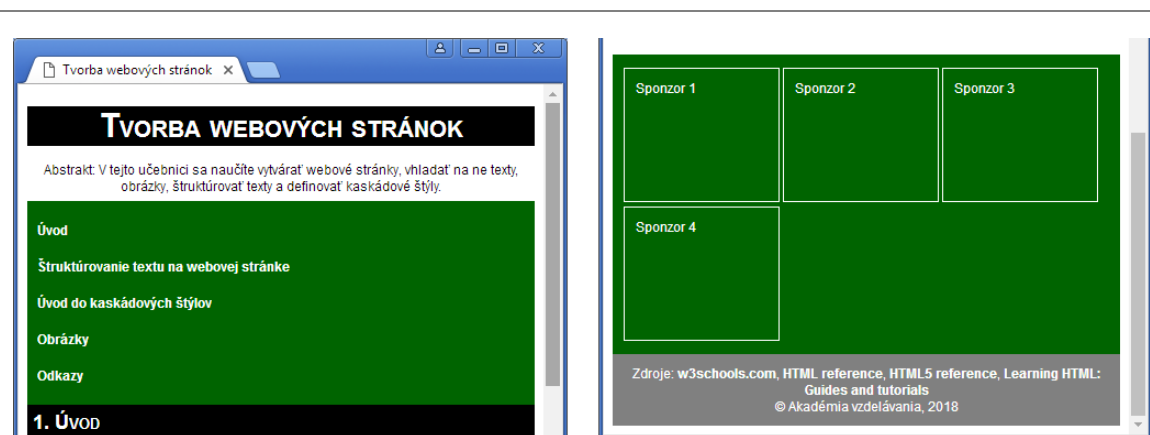 Tvorba webových stránok
TVORBA WEBOVÝCH STRÁNOK
Abstrakt: V tejto učebnici sa naučíte vytvárať webové stránky, vhladať na ne texty,
obrázky, štruktúrovať texty a definovať kaskádové štýly.
Úvod
Štruktúrovanie textu na webovej stránke
Úvod do kaskádových štýlov
Obrázky
Odkazy
1. ÚVOD
Sponzor 1
Sponzor 2
Sponzor 3
Sponzor 4
Zdroje: w3schools.com, HTML reference, HTML5 reference, Learning HTML:
Guides and tutorials
© Akadémia vzdelávania, 2018